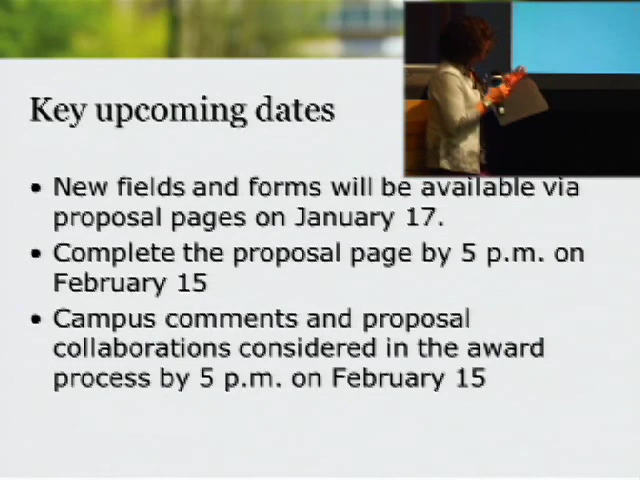 Key upcoming dates
• New fields and forms will be available via
proposal pages on January 17.
• Complete the proposal page by 5 p.m. on
February 15
• Campus comments and proposal
collaborations considered in the award
process by 5 p.m. on February 15